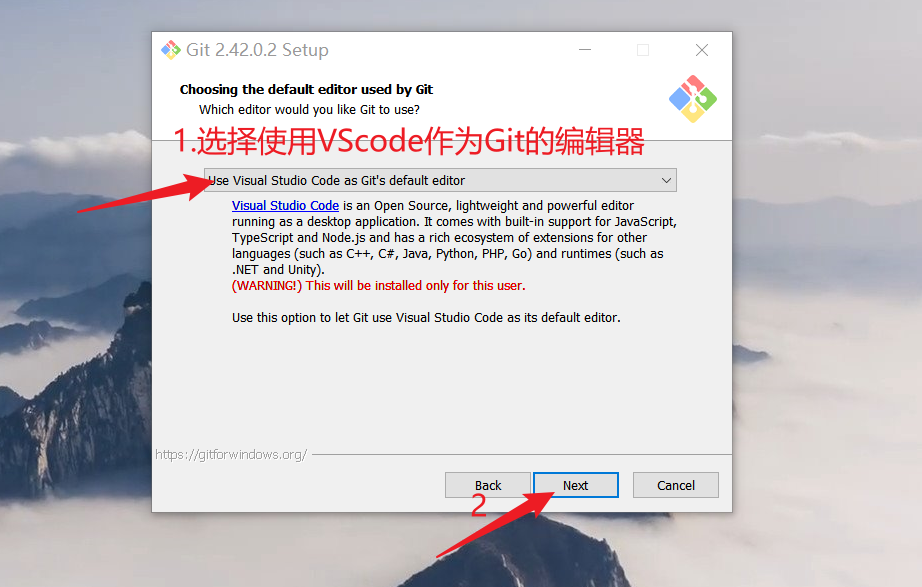 Git 2.42.0.2 Setup
Choosing the default editor used by Git
Which editor would you like Git to use?
1.选择使用VScode作为Git的编辑器
Use Visual Studio Code as Git's default editor
Visual Studio Code is an Open Source, lightweight and powerful editor
running as a desktop application. It comes with built-in support for JavaScript,
TypeScript and Node.js and has a rich ecosystem of extensions for other
languages (such as C++, C#, Java, Python, PHP, Go) and runtimes (such as
.NET and Unity).
(WARNING!) This will be installed only for this user.
Use this option to let Git use Visual Studio Code as its default editor.
https://gitforwindows.org/
Back Next Cancel
2